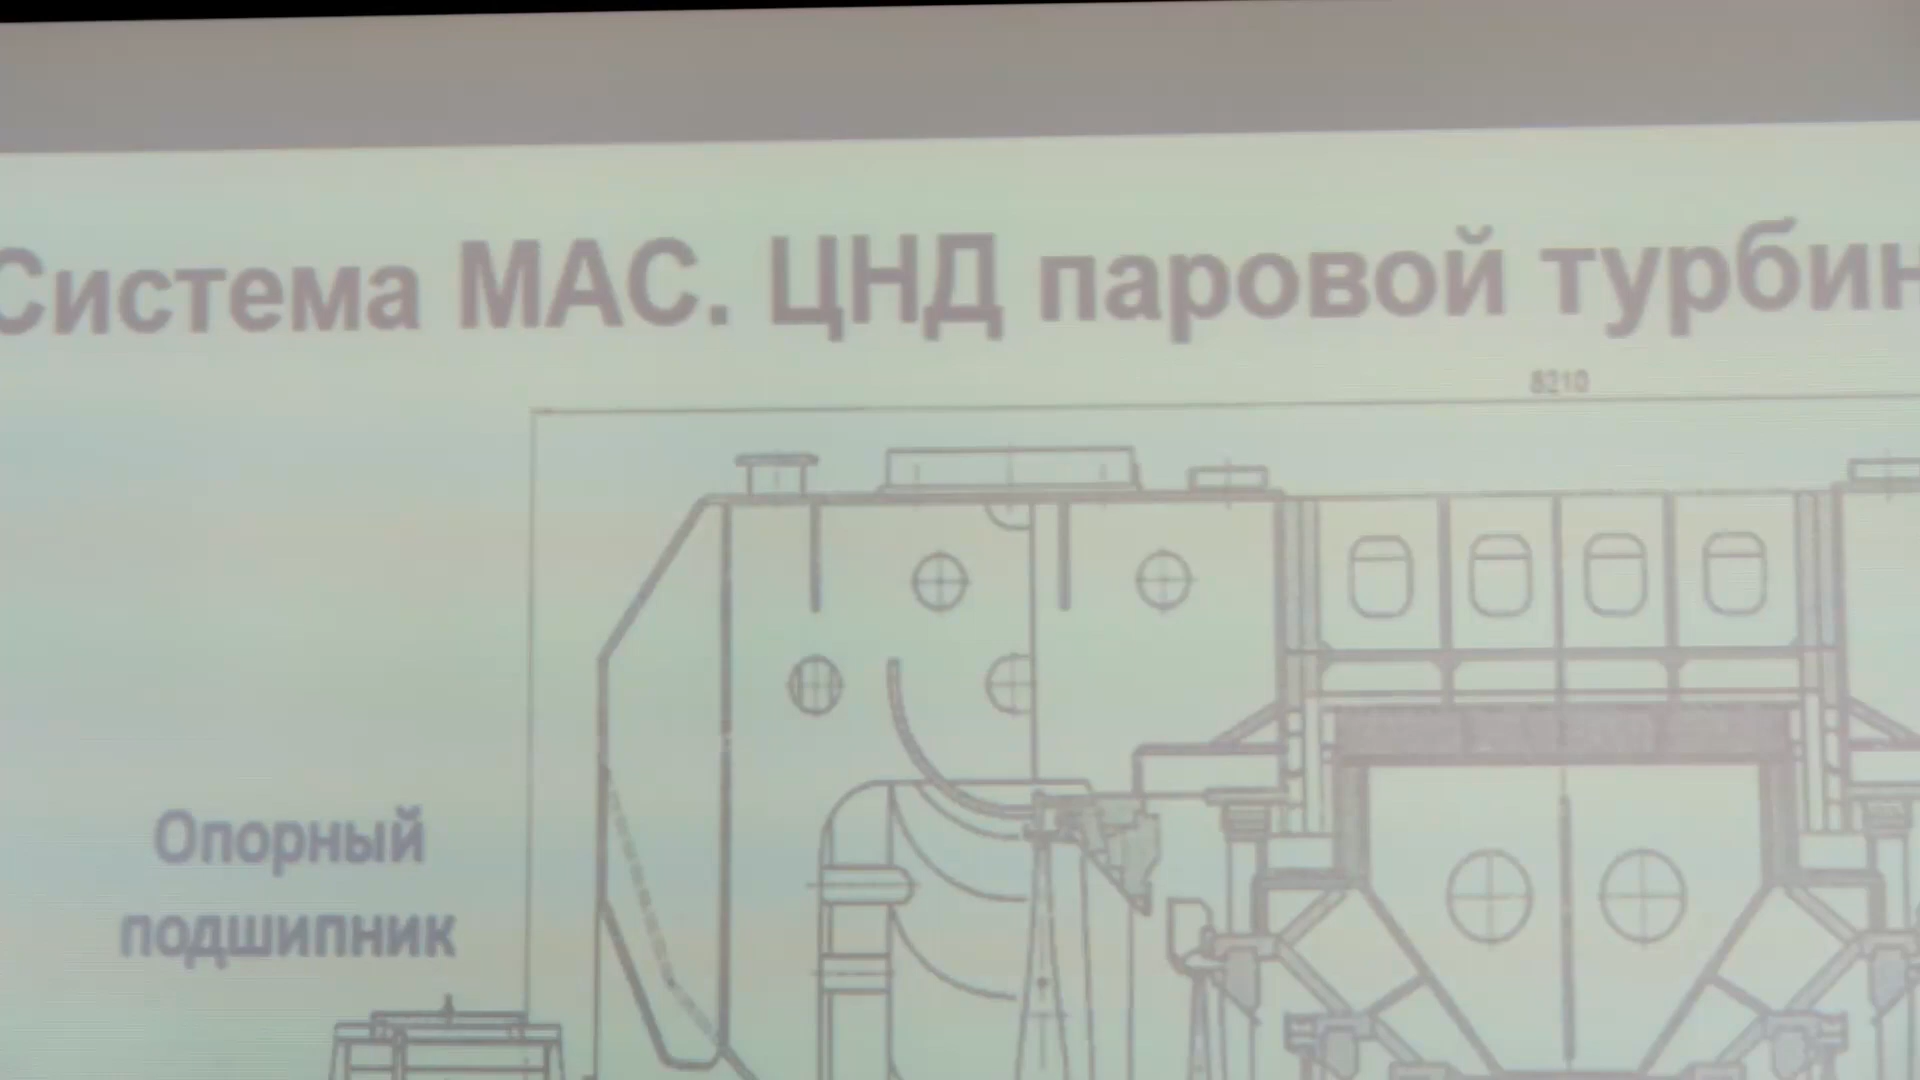 Система МАС. ЦНД паровой турбин
8210
Опорный
подшипник